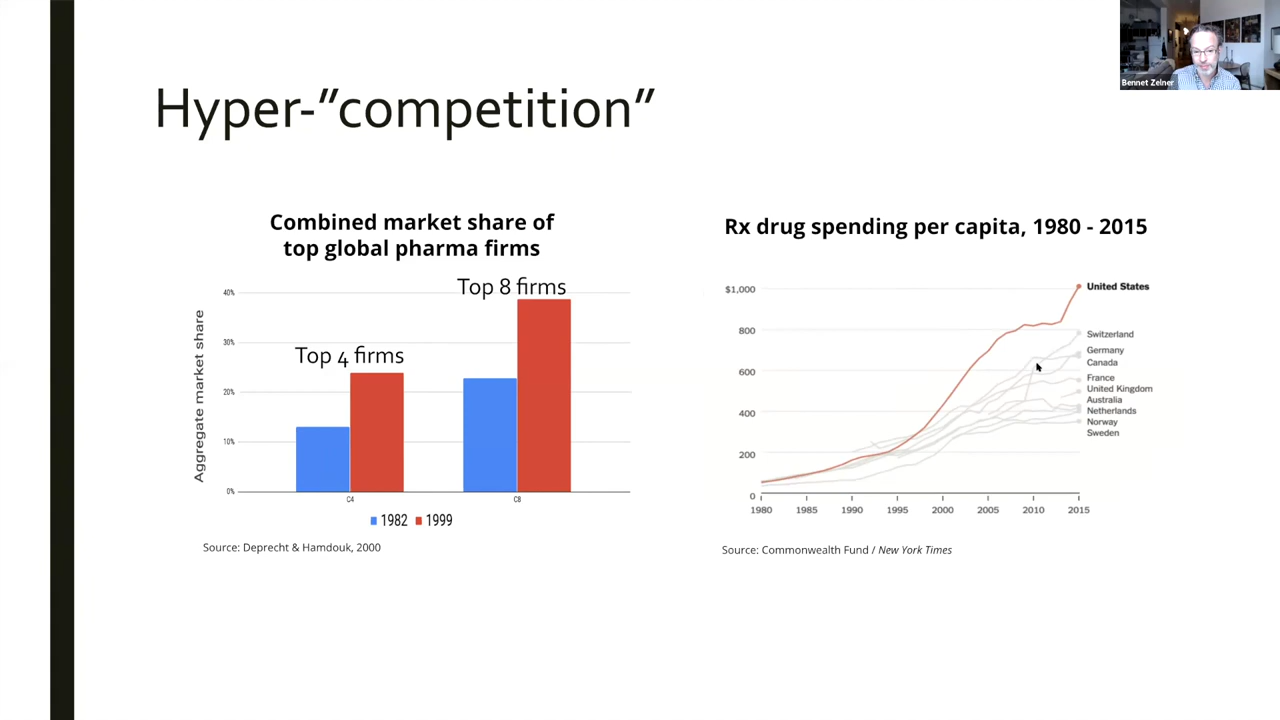 Bennet Zelner
Hyper-”competition”
Combined market share of
top global pharma firms
Aggregate market share
40%
30%
20%
10%
0%
Top 4 firms
Top 8 firms
C4
C8
1982
1999
Source: Deprecht & Hamdouk, 2000
Rx drug spending per capita, 1980 - 2015
$1,000
800
600
400
200
0
1980 1985 1990 1995 2000 2005 2010 2015
United States
Switzerland
Germany
Canada
France
United Kingdom
Australia
Netherlands
Norway
Sweden
Source: Commonwealth Fund / New York Times